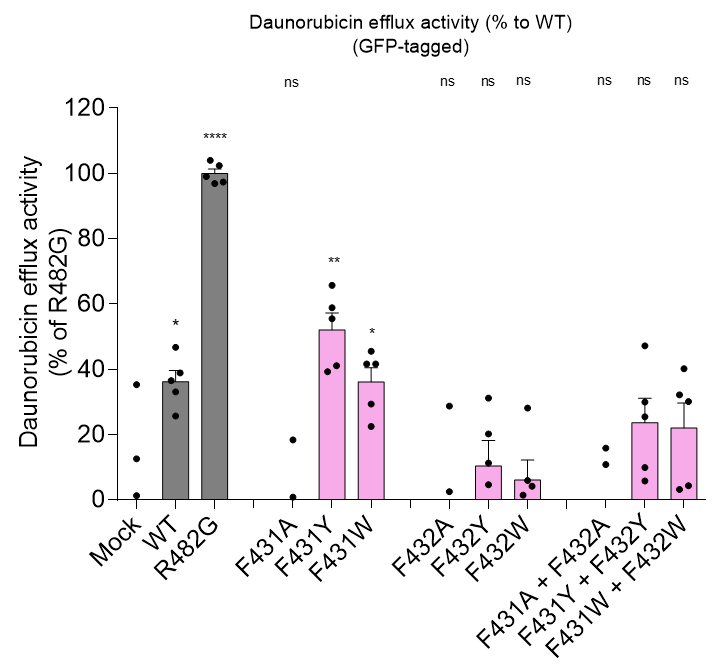 Daunorubicin efflux activity (% to WT)
(GFP-tagged)
ns ns ns ns ns ns ns
120
100
80
60
40
20
0
Daunorubicin efflux activity
(% of R482G)
* **** ** *
Mock WT R482G F431A F431Y F431W F432A F432Y F432W F431A + F432A F431Y + F432Y F431W + F432W